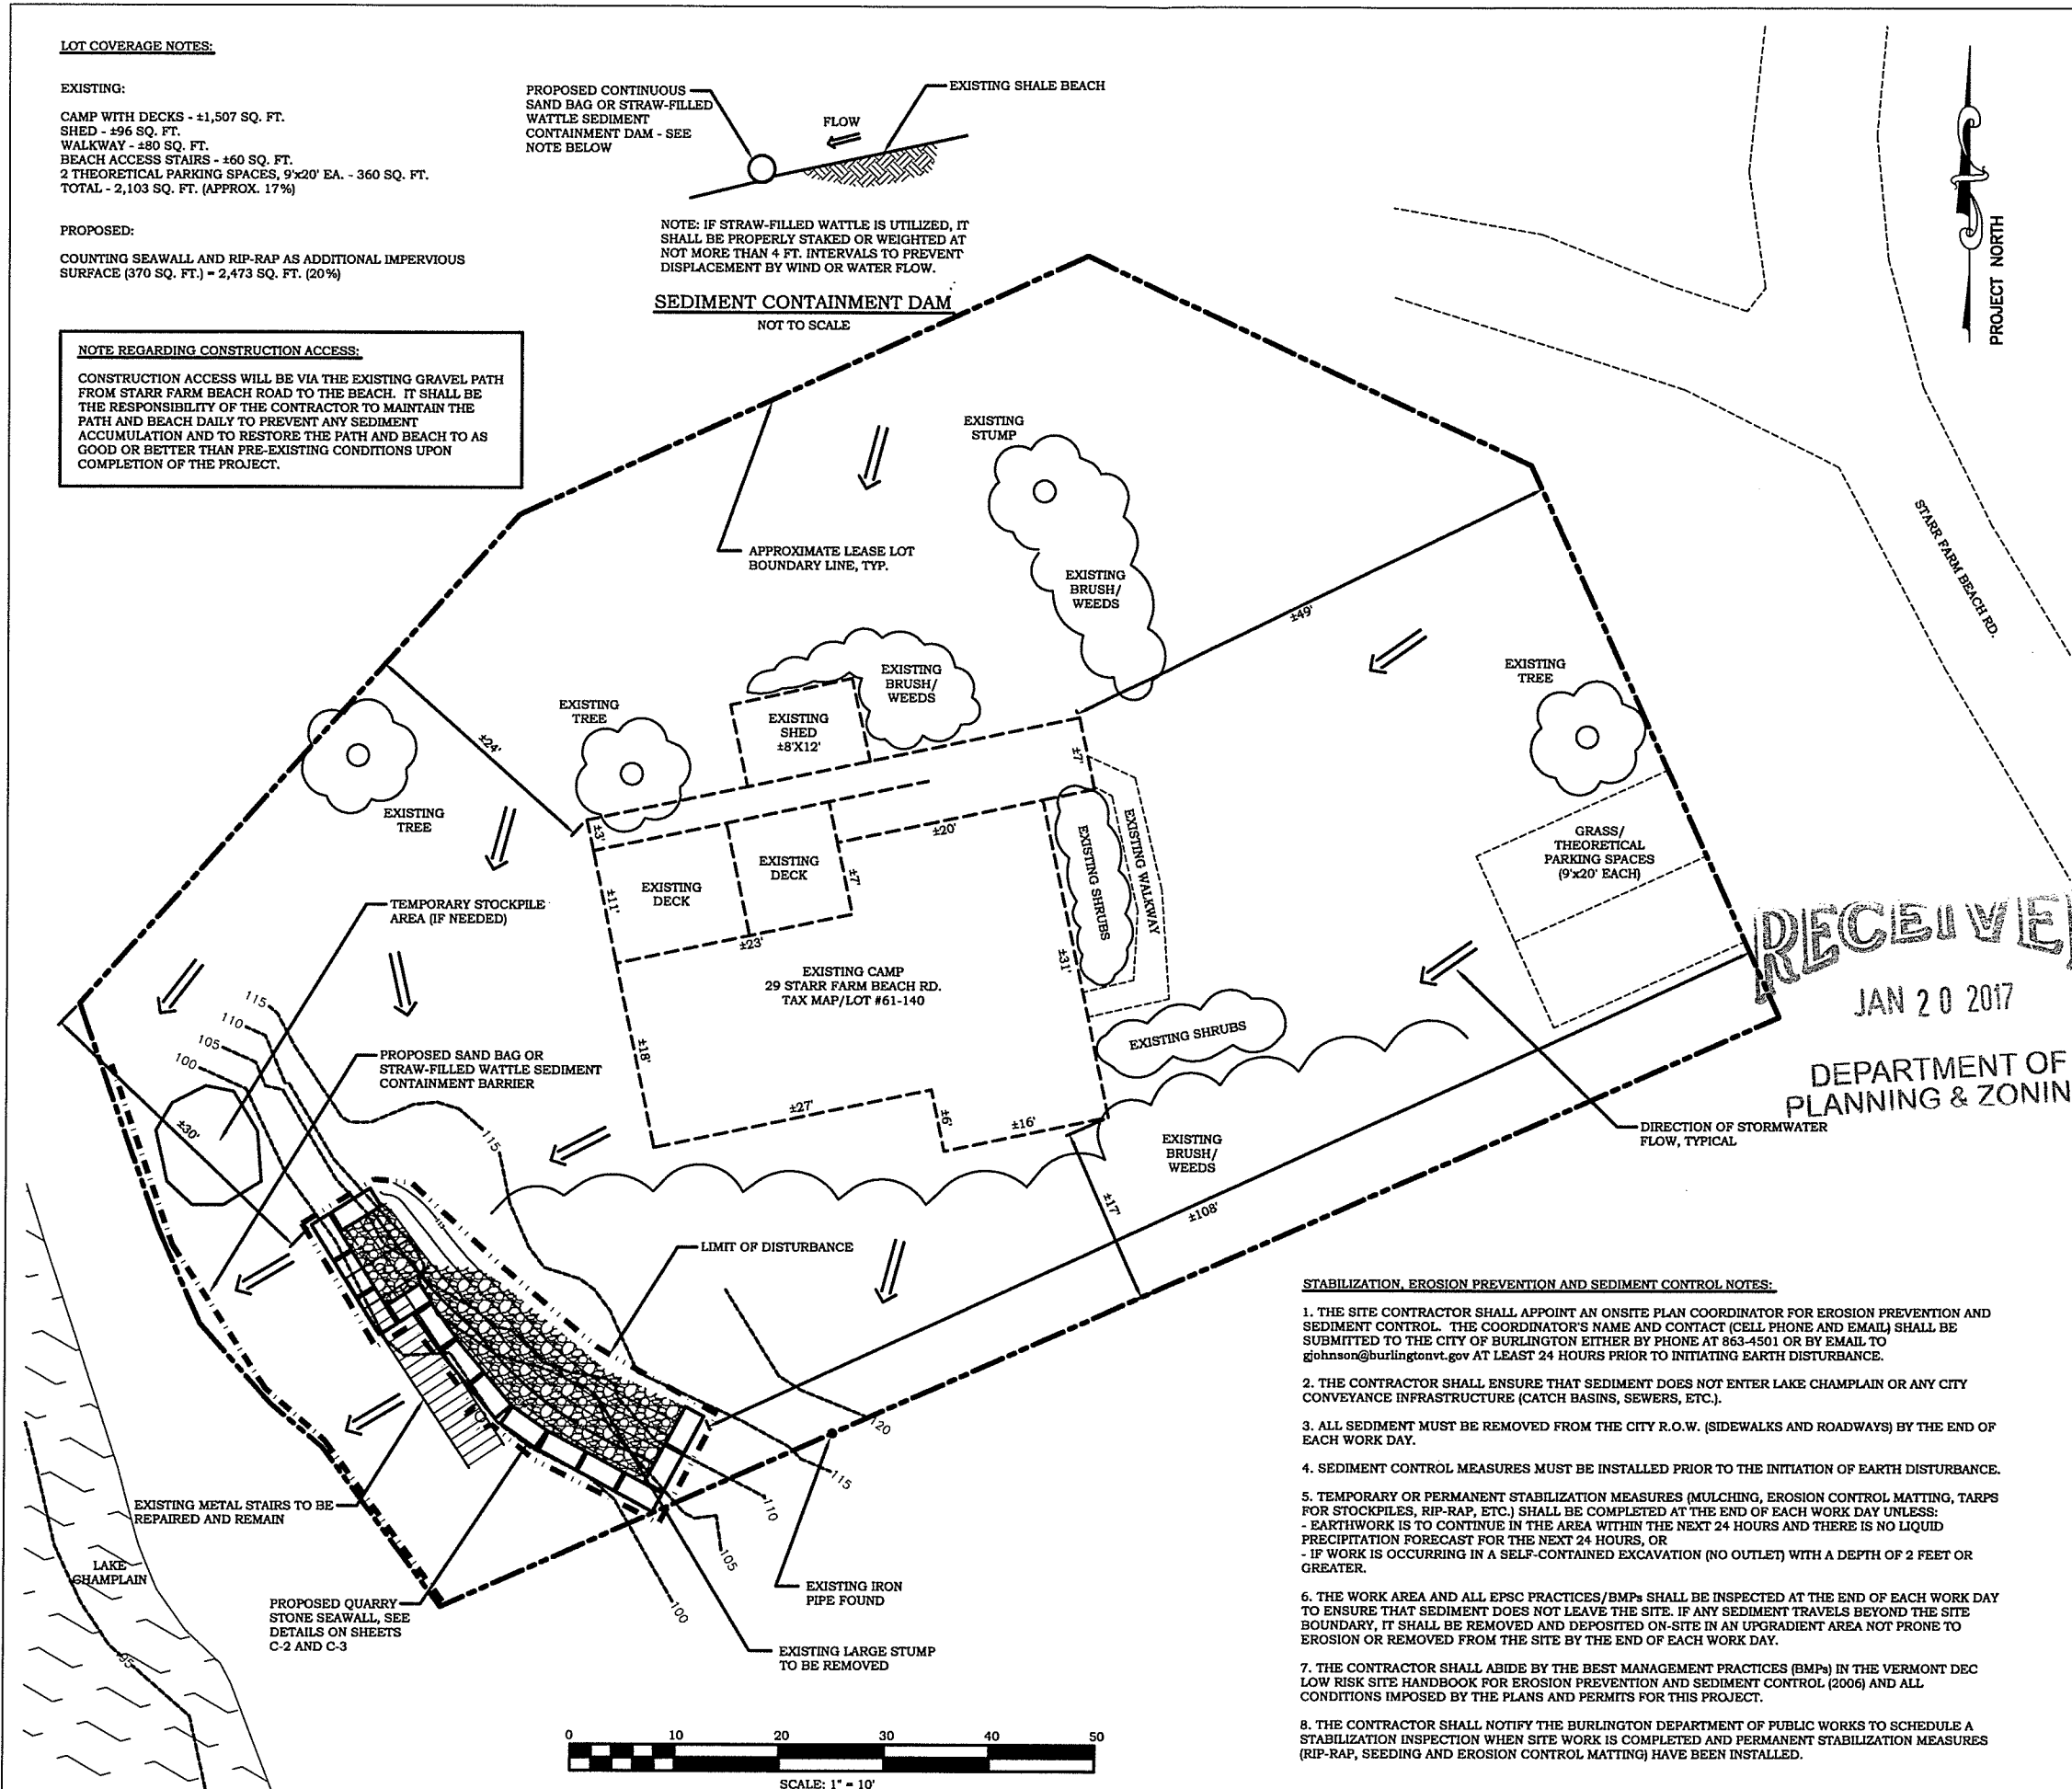 LOT COVERAGE NOTES:
EXISTING:
CAMP WITH DECKS - ±1,507 SQ. FT.
SHED - ±96 SQ. FT.
WALKWAY - ±80 SQ. FT.
BEACH ACCESS STAIRS - ±60 SQ. FT.
2 THEORETICAL PARKING SPACES, 9'x20' EA. - 360 SQ. FT.
TOTAL - 2,103 SQ. FT. (APPROX. 17%)
PROPOSED:
COUNTING SEAWALL AND RIP-RAP AS ADDITIONAL IMPERVIOUS
SURFACE (370 SQ. FT.) = 2,473 SQ. FT. (20%)
PROPOSED CONTINUOUS
SAND BAG OR STRAW-FILLED
WATTLE SEDIMENT
CONTAINMENT DAM - SEE
NOTE BELOW
FLOW
EXISTING SHALE BEACH
NOTE: IF STRAW-FILLED WATTLE IS UTILIZED, IT
SHALL BE PROPERLY STAKED OR WEIGHTED AT
NOT MORE THAN 4 FT. INTERVALS TO PREVENT
DISPLACEMENT BY WIND OR WATER FLOW.
SEDIMENT CONTAINMENT DAM
NOT TO SCALE
PROJECT NORTH
NOTE REGARDING CONSTRUCTION ACCESS:
CONSTRUCTION ACCESS WILL BE VIA THE EXISTING GRAVEL PATH
FROM STARR FARM BEACH ROAD TO THE BEACH. IT SHALL BE
THE RESPONSIBILITY OF THE CONTRACTOR TO MAINTAIN THE
PATH AND BEACH DAILY TO PREVENT ANY SEDIMENT
ACCUMULATION AND TO RESTORE THE PATH AND BEACH TO AS
GOOD OR BETTER THAN PRE-EXISTING CONDITIONS UPON
COMPLETION OF THE PROJECT.
EXISTING
STUMP
APPROXIMATE LEASE LOT
BOUNDARY LINE, TYP.
EXISTING
BRUSH/
WEEDS
±49'
STARR FARM BEACH RD.
EXISTING
TREE
EXISTING
BRUSH/
WEEDS
EXISTING
TREE
EXISTING
SHED
±8'X12'
±24'
±7'
EXISTING
TREE
±3'
±20'
EXISTING
DECK
EXISTING
DECK
±7'
±11'
±23'
EXISTING SHRUBS
EXISTING WALKWAY
GRASS/
THEORETICAL
PARKING SPACES
(9'x20' EACH)
TEMPORARY STOCKPILE
AREA (IF NEEDED)
±31'
EXISTING CAMP
29 STARR FARM BEACH RD.
TAX MAP/LOT #61-140
RECEIVE
JAN 20 2017
DEPARTMENT OF
PLANNING & ZONIN
115
110
105
100
EXISTING SHRUBS
PROPOSED SAND BAG OR
STRAW-FILLED WATTLE SEDIMENT
CONTAINMENT BARRIER
±18'
±27'
±6'
±16'
115
±30'
EXISTING
BRUSH/
WEEDS
DIRECTION OF STORMWATER
FLOW, TYPICAL
±17'
±108'
LIMIT OF DISTURBANCE
120
115
110
105
100
EXISTING METAL STAIRS TO BE
REPAIRED AND REMAIN
LAKE
CHAMPLAIN
95
PROPOSED QUARRY
STONE SEAWALL, SEE
DETAILS ON SHEETS
C-2 AND C-3
EXISTING IRON
PIPE FOUND
EXISTING LARGE STUMP
TO BE REMOVED
STABILIZATION, EROSION PREVENTION AND SEDIMENT CONTROL NOTES:
1. THE SITE CONTRACTOR SHALL APPOINT AN ONSITE PLAN COORDINATOR FOR EROSION PREVENTION AND
SEDIMENT CONTROL. THE COORDINATOR'S NAME AND CONTACT (CELL PHONE AND EMAIL) SHALL BE
SUBMITTED TO THE CITY OF BURLINGTON EITHER BY PHONE AT 863-4501 OR BY EMAIL TO
gjohnson@burlingtonvt.gov AT LEAST 24 HOURS PRIOR TO INITIATING EARTH DISTURBANCE.
2. THE CONTRACTOR SHALL ENSURE THAT SEDIMENT DOES NOT ENTER LAKE CHAMPLAIN OR ANY CITY
CONVEYANCE INFRASTRUCTURE (CATCH BASINS, SEWERS, ETC.).
3. ALL SEDIMENT MUST BE REMOVED FROM THE CITY R.O.W. (SIDEWALKS AND ROADWAYS) BY THE END OF
EACH WORK DAY.
4. SEDIMENT CONTROL MEASURES MUST BE INSTALLED PRIOR TO THE INITIATION OF EARTH DISTURBANCE.
5. TEMPORARY OR PERMANENT STABILIZATION MEASURES (MULCHING, EROSION CONTROL MATTING, TARPS
FOR STOCKPILES, RIP-RAP, ETC.) SHALL BE COMPLETED AT THE END OF EACH WORK DAY UNLESS:
- EARTHWORK IS TO CONTINUE IN THE AREA WITHIN THE NEXT 24 HOURS AND THERE IS NO LIQUID
PRECIPITATION FORECAST FOR THE NEXT 24 HOURS, OR
- IF WORK IS OCCURRING IN A SELF-CONTAINED EXCAVATION (NO OUTLET) WITH A DEPTH OF 2 FEET OR
GREATER.
6. THE WORK AREA AND ALL EPSC PRACTICES/BMPs SHALL BE INSPECTED AT THE END OF EACH WORK DAY
TO ENSURE THAT SEDIMENT DOES NOT LEAVE THE SITE. IF ANY SEDIMENT TRAVELS BEYOND THE SITE
BOUNDARY, IT SHALL BE REMOVED AND DEPOSITED ON-SITE IN AN UPGRADIENT AREA NOT PRONE TO
EROSION OR REMOVED FROM THE SITE BY THE END OF EACH WORK DAY.
7. THE CONTRACTOR SHALL ABIDE BY THE BEST MANAGEMENT PRACTICES (BMPs) IN THE VERMONT DEC
LOW RISK SITE HANDBOOK FOR EROSION PREVENTION AND SEDIMENT CONTROL (2006) AND ALL
CONDITIONS IMPOSED BY THE PLANS AND PERMITS FOR THIS PROJECT.
8. THE CONTRACTOR SHALL NOTIFY THE BURLINGTON DEPARTMENT OF PUBLIC WORKS TO SCHEDULE A
STABILIZATION INSPECTION WHEN SITE WORK IS COMPLETED AND PERMANENT STABILIZATION MEASURES
(RIP-RAP, SEEDING AND EROSION CONTROL MATTING) HAVE BEEN INSTALLED.
0 10 20 30 40 50
SCALE: 1" = 10'